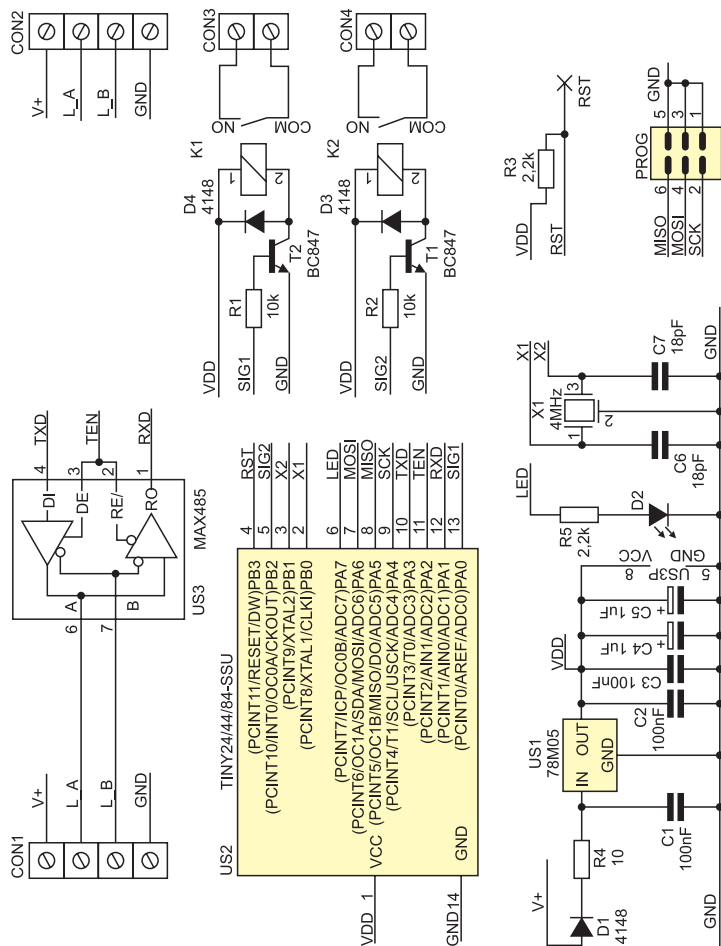 CON1
V+
L_A
L_B
GND
6
7
A
B
DI
DE
RE/
RO
4
3
2
1
TXD
TEN
RXD
US3
MAX485
CON2
V+
L_A
L_B
GND
US2
TINY24/44/84-SSU
VDD 1
VCC
GND14
GND
(PCINT11/RESET/DW)PB3 4 RST
(PCINT10/INT0/OC0A/CKOUT)PB2 5 SIG2
(PCINT9/XTAL2)PB1 3 X2
(PCINT8/XTAL1/CLKI)PB0 2 X1
(PCINT7/ICP/OC0B/ADC7)PA7 6 LED
(PCINT6/OC1A/SDA/MOSI/ADC6)PA6 7 MOSI
(PCINT5/OC1B/MISO/DO/ADC5)PA5 8 MISO
(PCINT4/T1/SCL/USCK/ADC4)PA4 9 SCK
(PCINT3/T0/ADC3)PA3 10 TXD
(PCINT2/AIN1/ADC2)PA2 11 TEN
(PCINT1/AIN0/ADC1)PA1 12 RXD
(PCINT0/AREF/ADC0)PA0 13 SIG1
VDD
SIG1
GND
R1
10k
T2
BC847
D4
4148
K1
1
2
NO
COM
CON3
VDD
SIG2
GND
R2
10k
T1
BC847
D3
4148
K2
1
2
NO
COM
CON4
V+
D1
4148
R4
10
C1
100nF
GND
US1
78M05
IN
OUT
GND
VDD
C2
100nF
C3 100nF
+
C4 1uF
+
C5 1uF
8
VCC
US3P
5
GND
LED
R5
2,2k
D2
X1
4MHz
1
3
2
X1
X2
C6
18pF
C7
18pF
GND
VDD
RST
R3
2,2k
RST
PROG
MISO
MOSI
SCK
6
4
2
5
3
1
GND